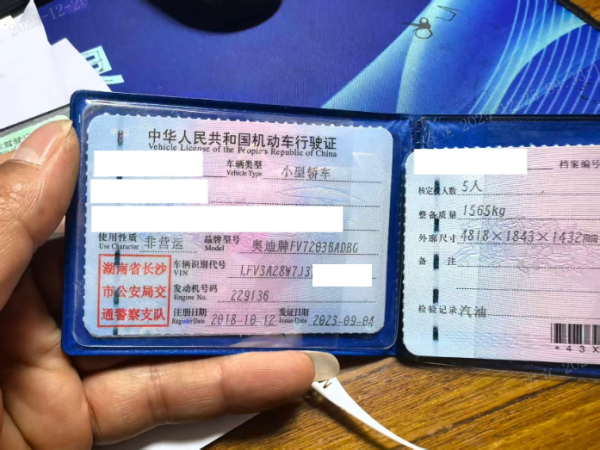 中华人民共和国机动车行驶证
Vehicle License of the People's Republic of China
车辆类型 小型轿车
Vehicle Type
使用性质 非营运 品牌型号 奥迪牌FV7203BADBG
Use Character Model
湖南省长沙
市公安局交
通警察支队
车辆识别代号 LFV3A28W7J3
VIN
发动机号码 229136
Engine No.
注册日期 2018-10-12 发证日期 2023-09-04
Register Date Issue Date
档案编号
核定载人数 5人
整备质量 1565kg
外廓尺寸 4818×1843×1432
备 注
检验记录 汽油
*43X